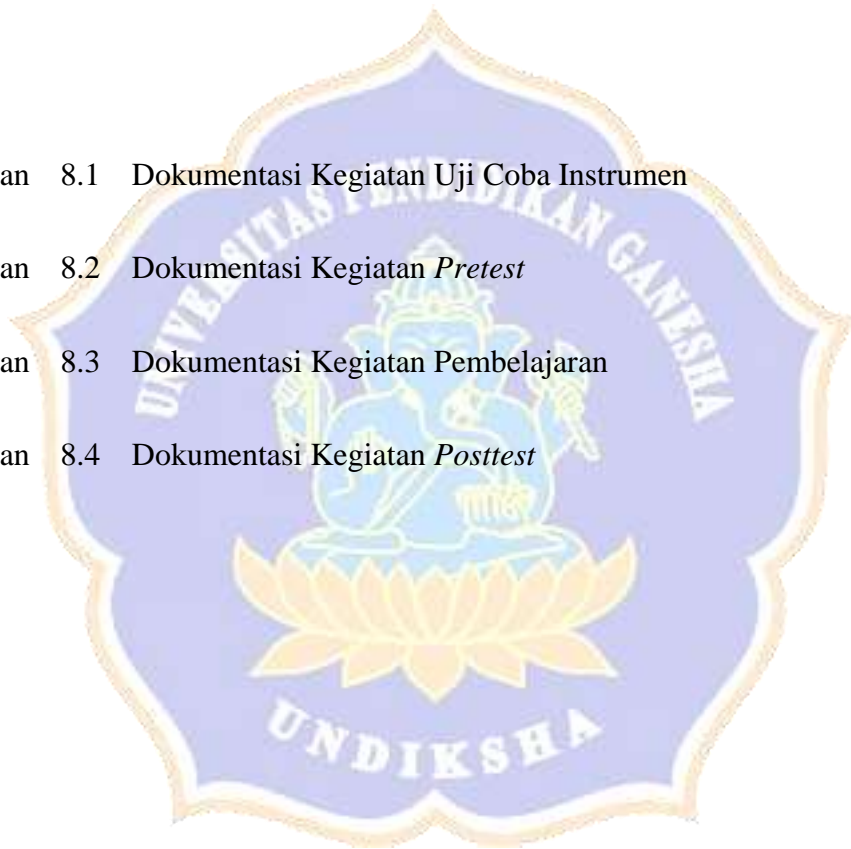 an 8.1 Dokumentasi Kegiatan Uji Coba Instrumen
an 8.2 Dokumentasi Kegiatan Pretest
an 8.3 Dokumentasi Kegiatan Pembelajaran
an 8.4 Dokumentasi Kegiatan Posttest
UNIVERSITAS PENDIDIKAN GANESHA
UNDIKSHA